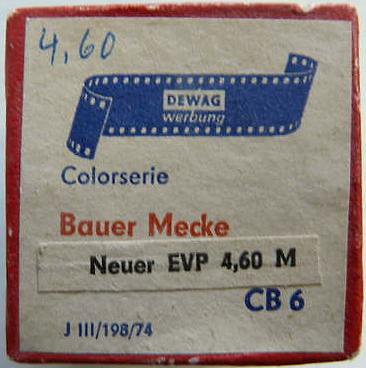 4,60
DEWAG
werbung
Colorserie
Bauer Mecke
Neuer EVP 4,60 M
CB 6
J III/198/74